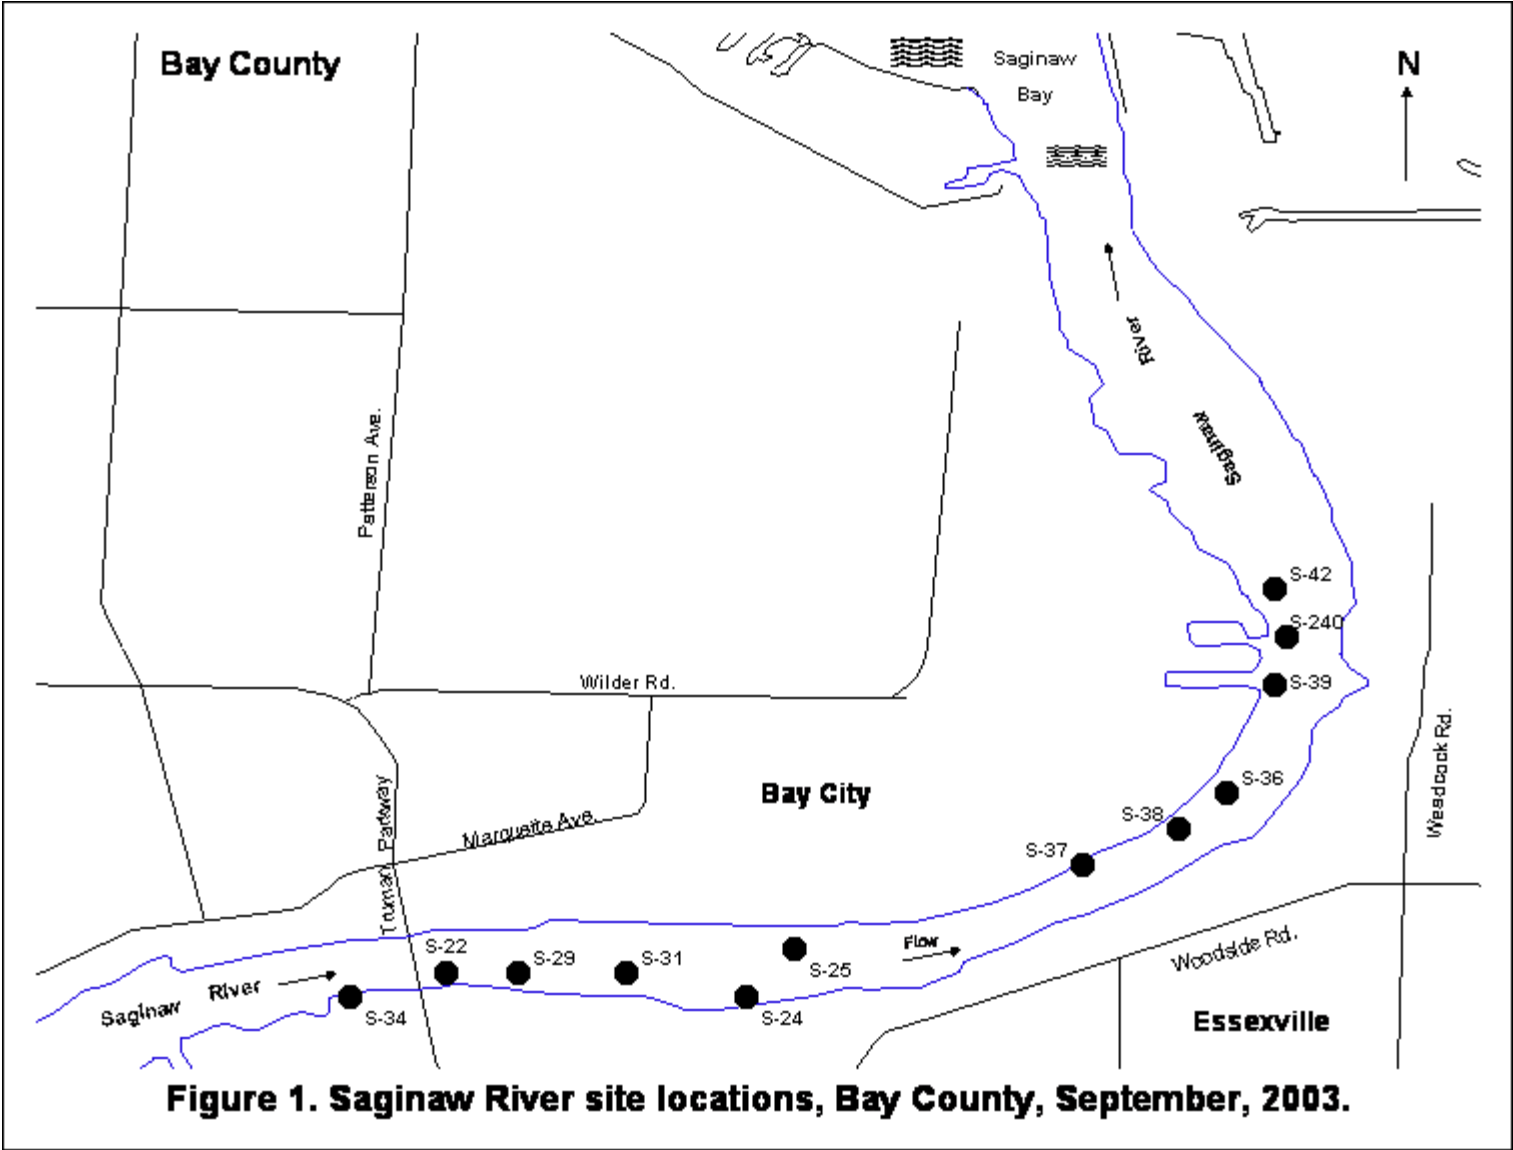 Bay County
Saginaw
Bay
N
River
Saginaw
Patterson Ave.
S-42
S-240
S-39
Wilder Rd.
Weadcock Rd.
Truman Parkway
Marquette Ave.
Bay City
S-36
S-38
S-37
S-22
S-29
S-31
S-25
Flow
Woodside Rd.
Saginaw River
S-34
S-24
Essexville
Figure 1. Saginaw River site locations, Bay County, September, 2003.